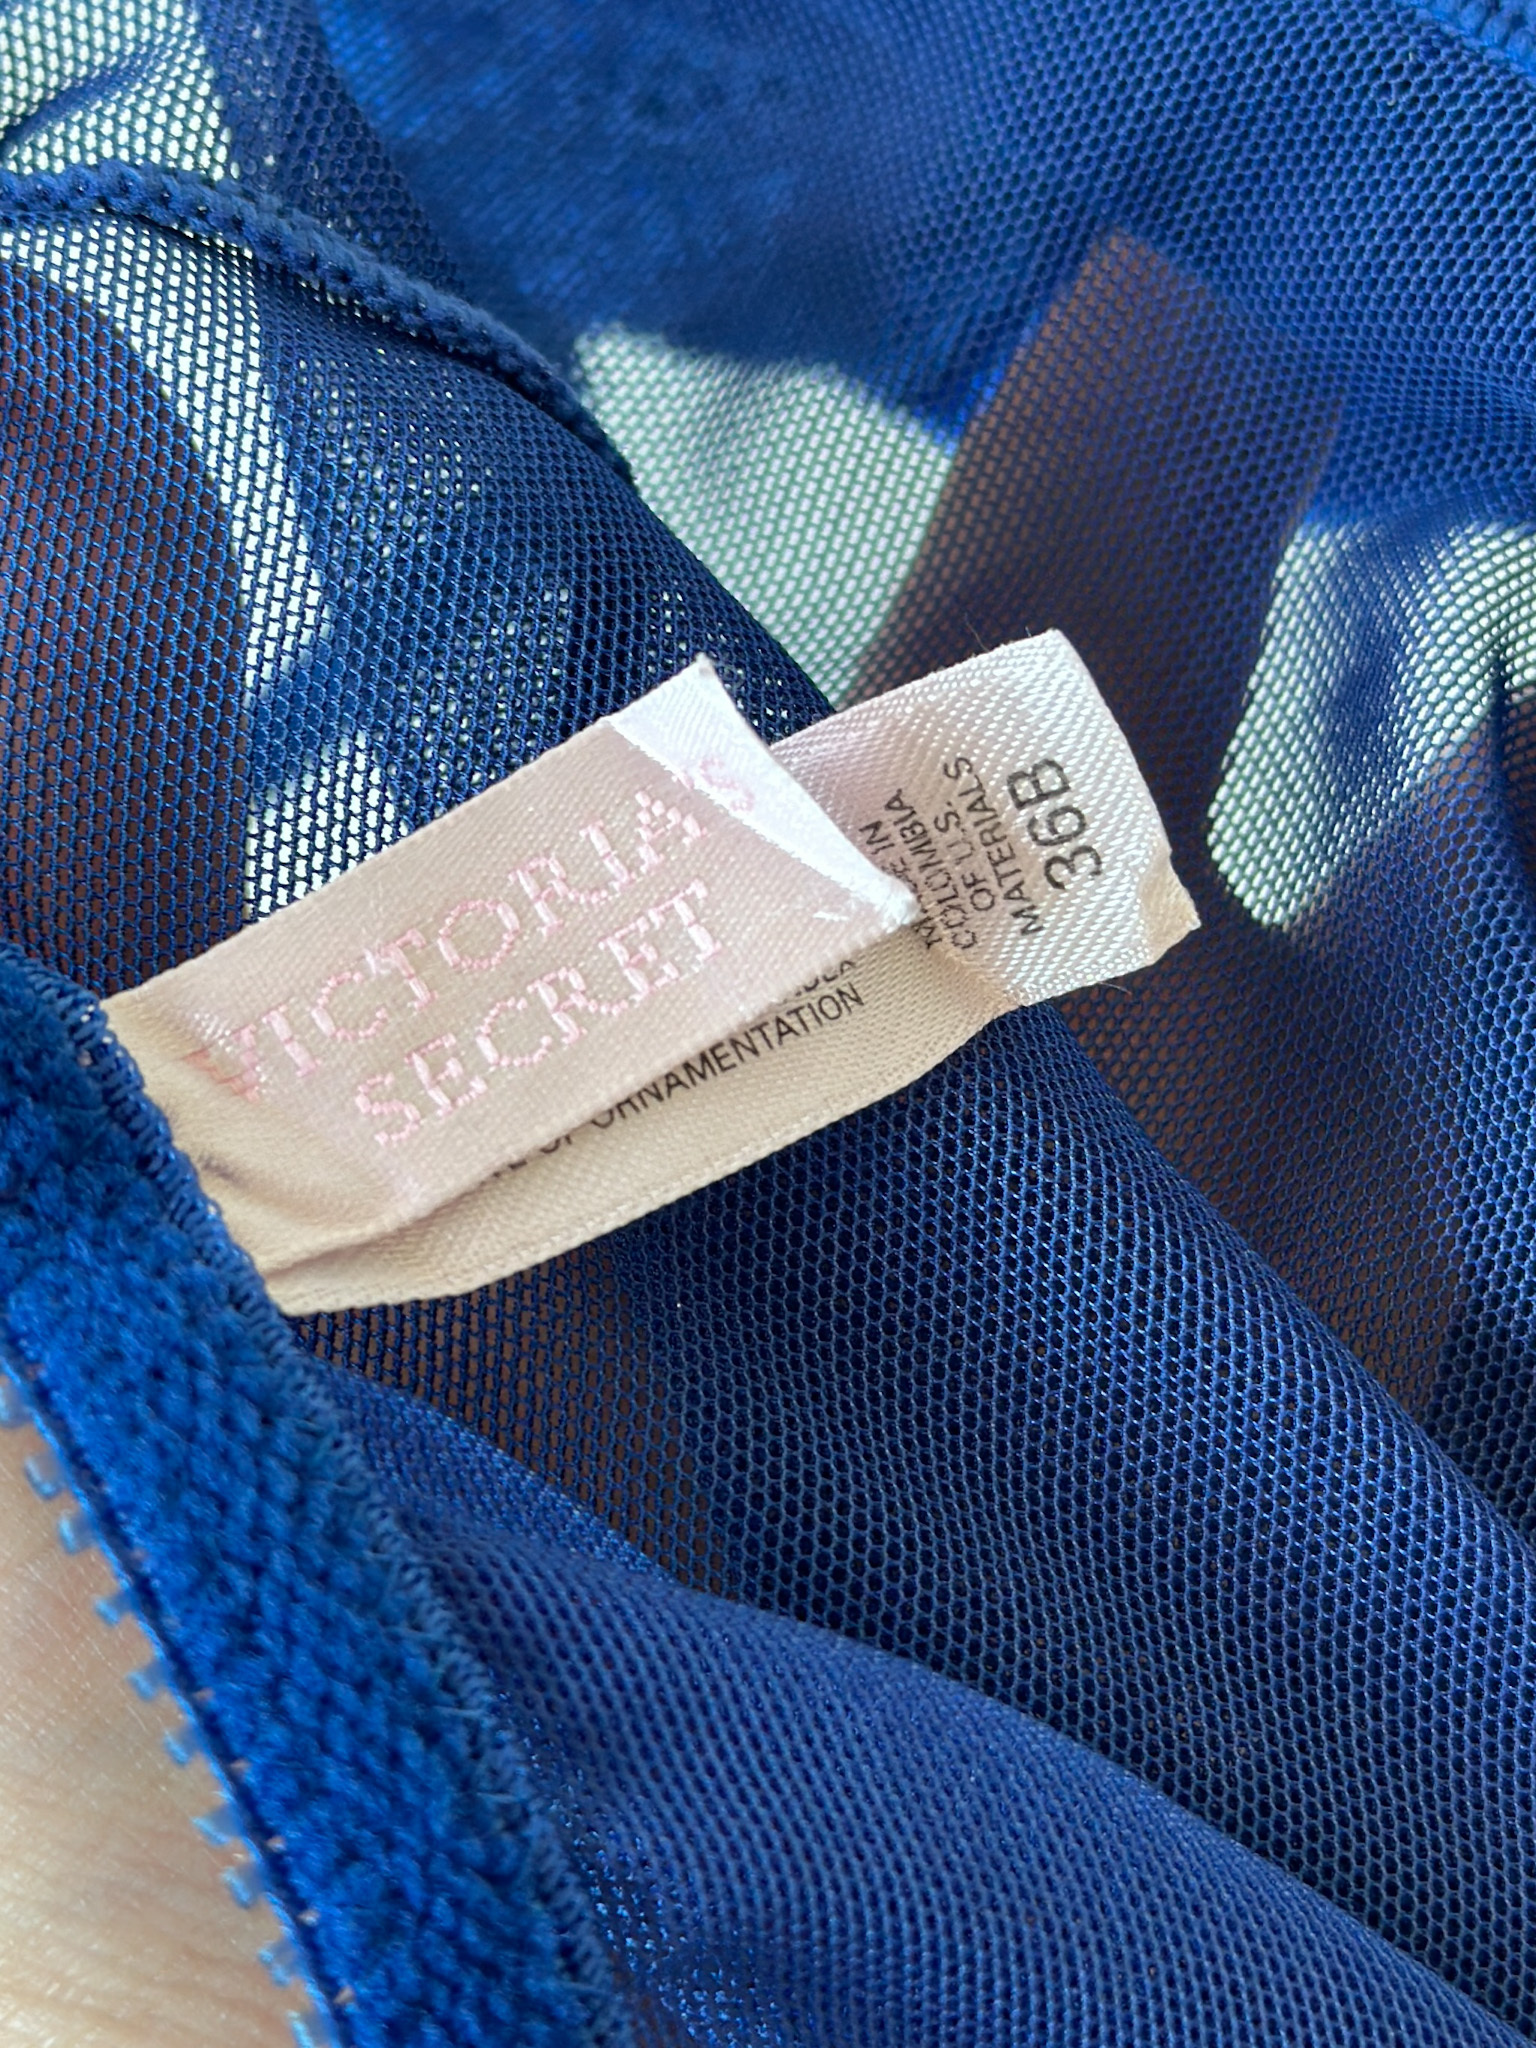 VICTORIA'S
SECRET
MADE IN
COLOMBIA
OF U.S.
MATERIALS
36B
OF ORNAMENTATION